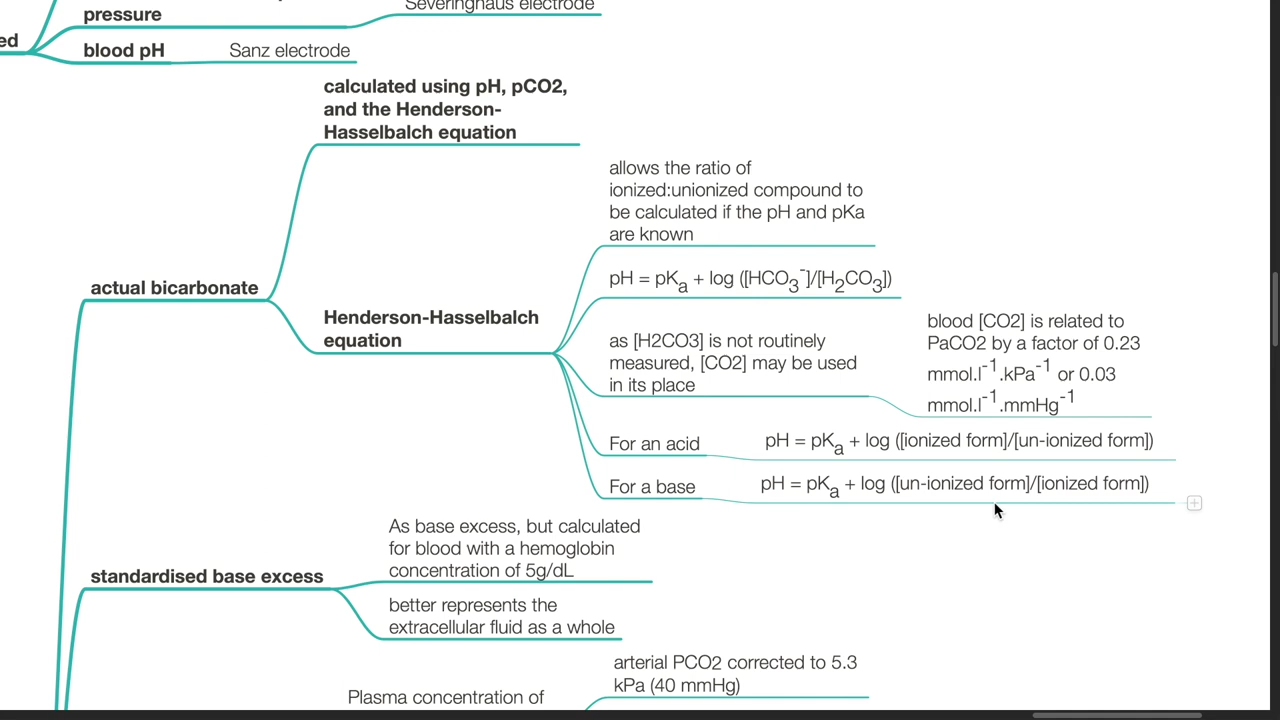 Severinghaus electrode
pressure
ed
blood pH
Sanz electrode
calculated using pH, pCO2,
and the Henderson-
Hasselbalch equation
allows the ratio of
ionized:unionized compound to
be calculated if the pH and pKa
are known
pH = pKa + log ([HCO3-]/[H2CO3])
actual bicarbonate
Henderson-Hasselbalch
equation
as [H2CO3] is not routinely
measured, [CO2] may be used
in its place
blood [CO2] is related to
PaCO2 by a factor of 0.23
mmol.l-1.kPa-1 or 0.03
mmol.l-1.mmHg-1
For an acid
pH = pKa + log ([ionized form]/[un-ionized form])
For a base
pH = pKa + log ([un-ionized form]/[ionized form])
As base excess, but calculated
for blood with a hemoglobin
concentration of 5g/dL
standardised base excess
better represents the
extracellular fluid as a whole
arterial PCO2 corrected to 5.3
kPa (40 mmHg)
Plasma concentration of